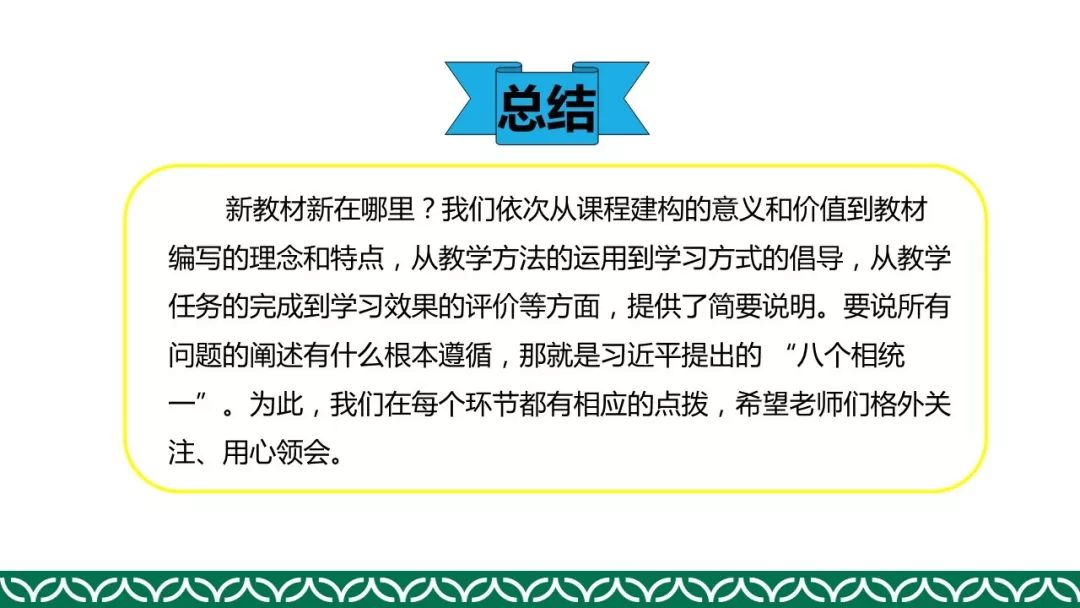 总结
新教材新在哪里？我们依次从课程建构的意义和价值到教材
编写的理念和特点，从教学方法的运用到学习方式的倡导，从教学
任务的完成到学习效果的评价等方面，提供了简要说明。要说所有
问题的阐述有什么根本遵循，那就是习近平提出的 “八个相统
一”。为此，我们在每个环节都有相应的点拨，希望老师们格外关
注、用心领会。